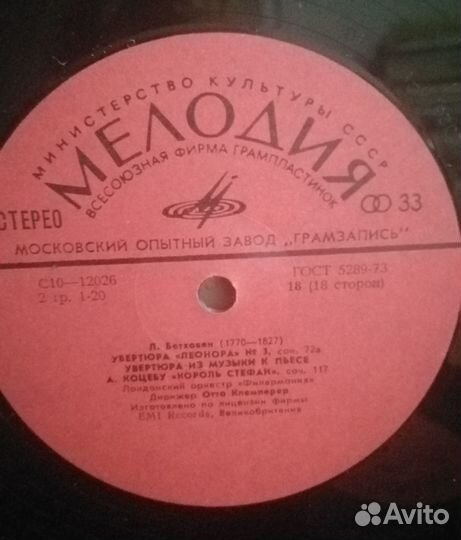 МИНИСТЕРСТВО КУЛЬТУРЫ СССР
МЕЛОДИЯ
ВСЕСОЮЗНАЯ ФИРМА ГРАМПЛАСТИНОК
СТЕРЕО
33
МОСКОВСКИЙ ОПЫТНЫЙ ЗАВОД „ГРАМЗАПИСЬ"
С10—12026
2 гр. 1-20
ГОСТ 5289-73
18 (18 сторон)
Л. Бетховен (1770—1827)
УВЕРТЮРА «ЛЕОНОРА» № 3, соч. 72а
УВЕРТЮРА ИЗ МУЗЫКИ К ПЬЕСЕ
А. КОЦЕБУ «КОРОЛЬ СТЕФАН», соч. 117
Лондонский оркестр «Филармония»
Дирижер Отто Клемперер
Изготовлено по лицензии фирмы
EMI Records, Великобритания
Avito